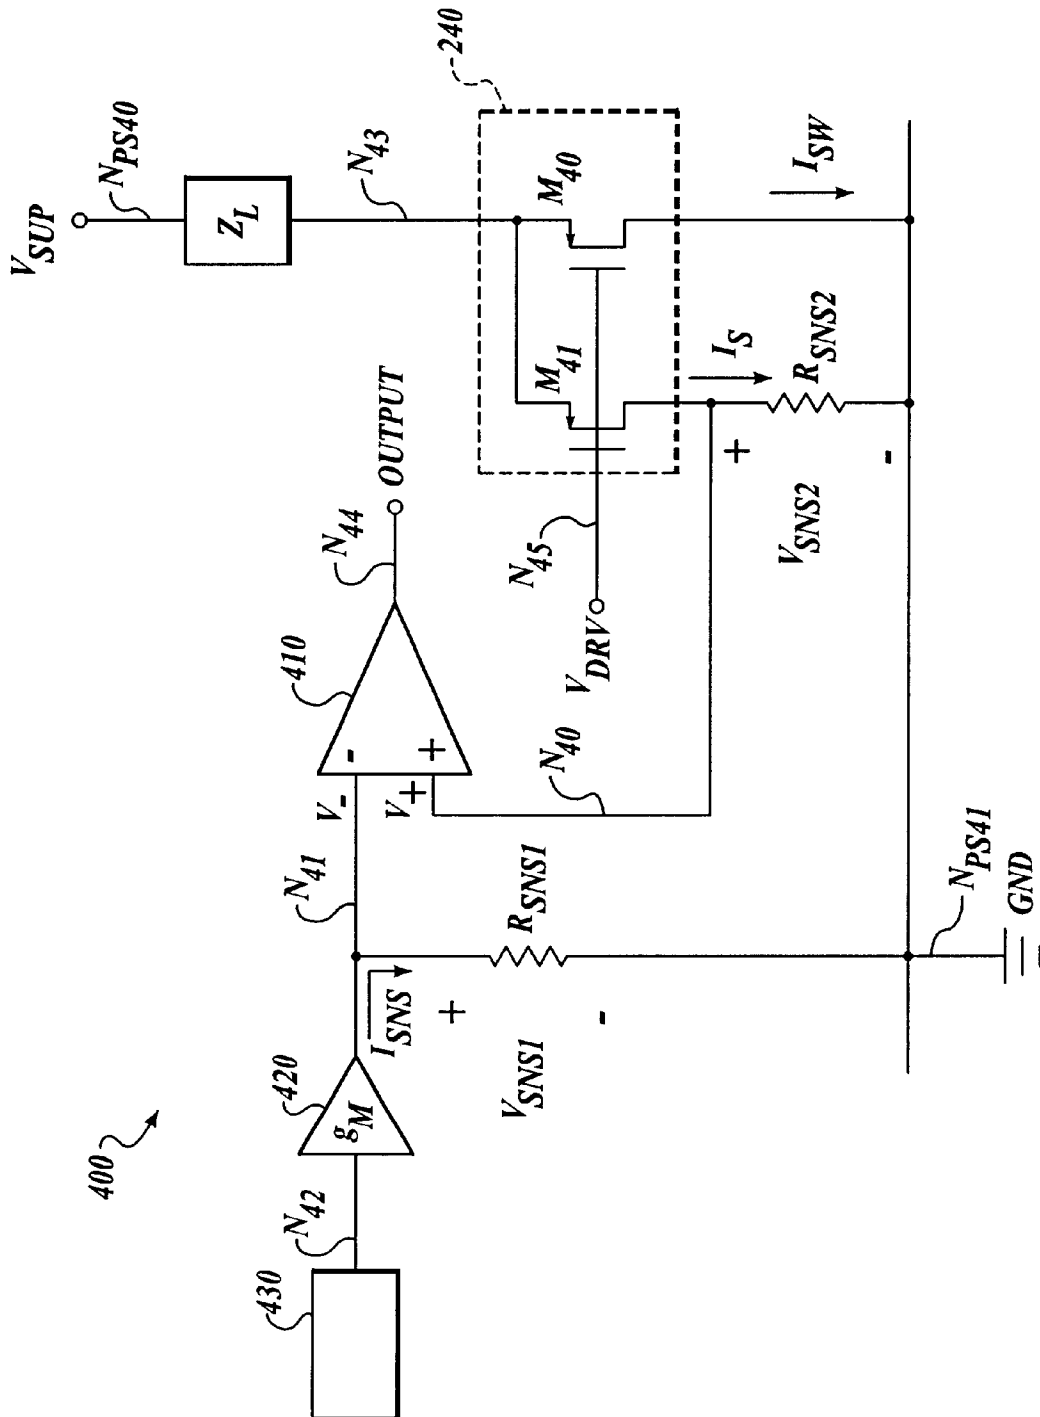 400
430
N42
420
gM
ISNS
N41
V-
-
V+
+
410
N44
OUTPUT
+
VSNS1
-
RSNS1
N40
VDRV
N45
VSUP
NPS40
ZL
N43
240
M41
M40
IS
ISW
+
VSNS2
-
RSNS2
NPS41
GND